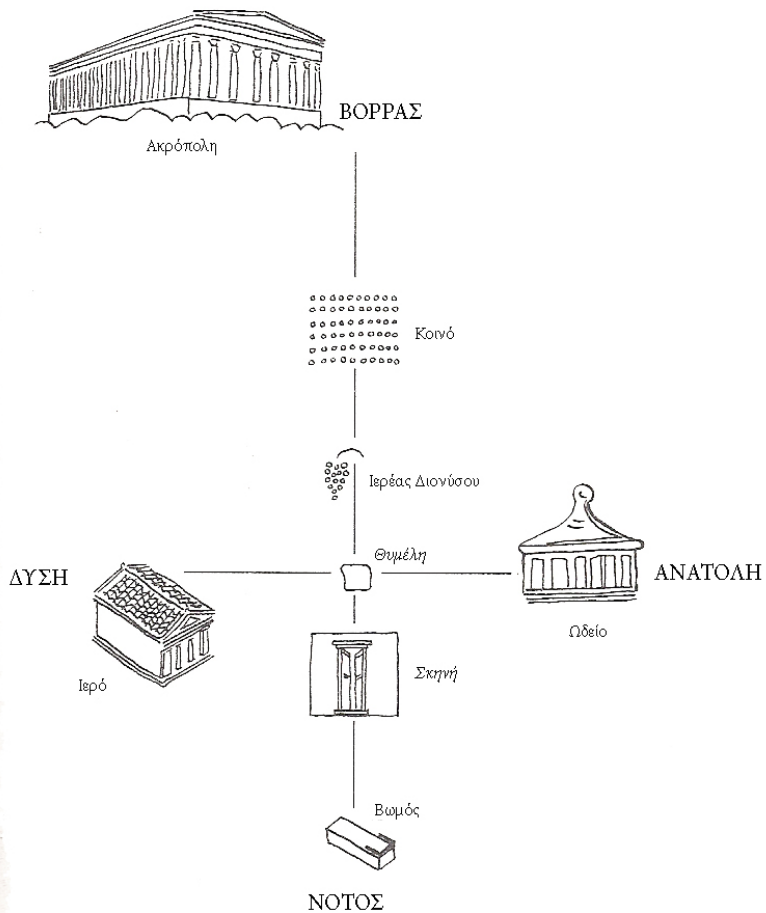 ΒΟΡΡΑΣ
Ακρόπολη
Κοινό
Ιερέας Διονύσου
Θυμέλη
ΔΥΣΗ
ΑΝΑΤΟΛΗ
Ωδείο
Σκηνή
Ιερό
Βωμός
ΝΟΤΟΣ